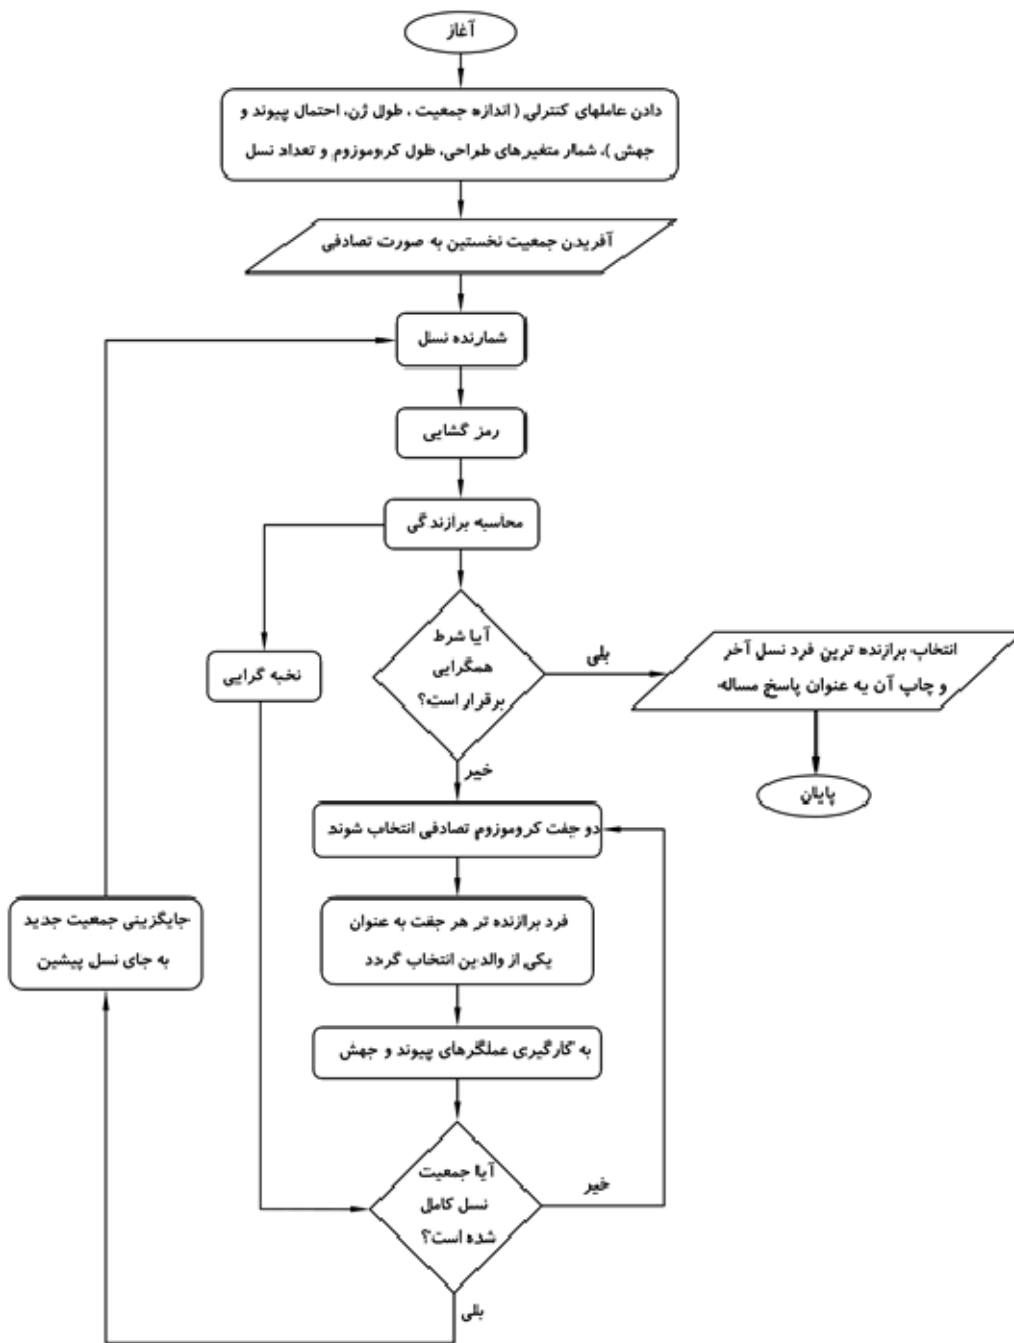 آغاز
دادن عاملهای کنترلی ( اندازه جمعیت ، طول ژن، احتمال پیوند و
جهش )، شمار متغیرهای طراحی، طول کروموزوم و تعداد نسل
آفریدن جمعیت نخستین به صورت تصادفی
شمارنده نسل
رمز گشایی
محاسبه برازندگی
نخبه گرایی
آیا شرط
همگرایی
برقرار است؟
بلی
انتخاب برازنده ترین فرد نسل آخر
و چاپ آن به عنوان پاسخ مساله
پایان
خیر
دو جفت کروموزوم تصادفی انتخاب شوند
فرد برازنده تر هر جفت به عنوان
یکی از والدین انتخاب گردد
به کارگیری عملگرهای پیوند و جهش
آیا جمعیت
نسل کامل
شده است؟
خیر
بلی
جایگزینی جمعیت جدید
به جای نسل پیشین